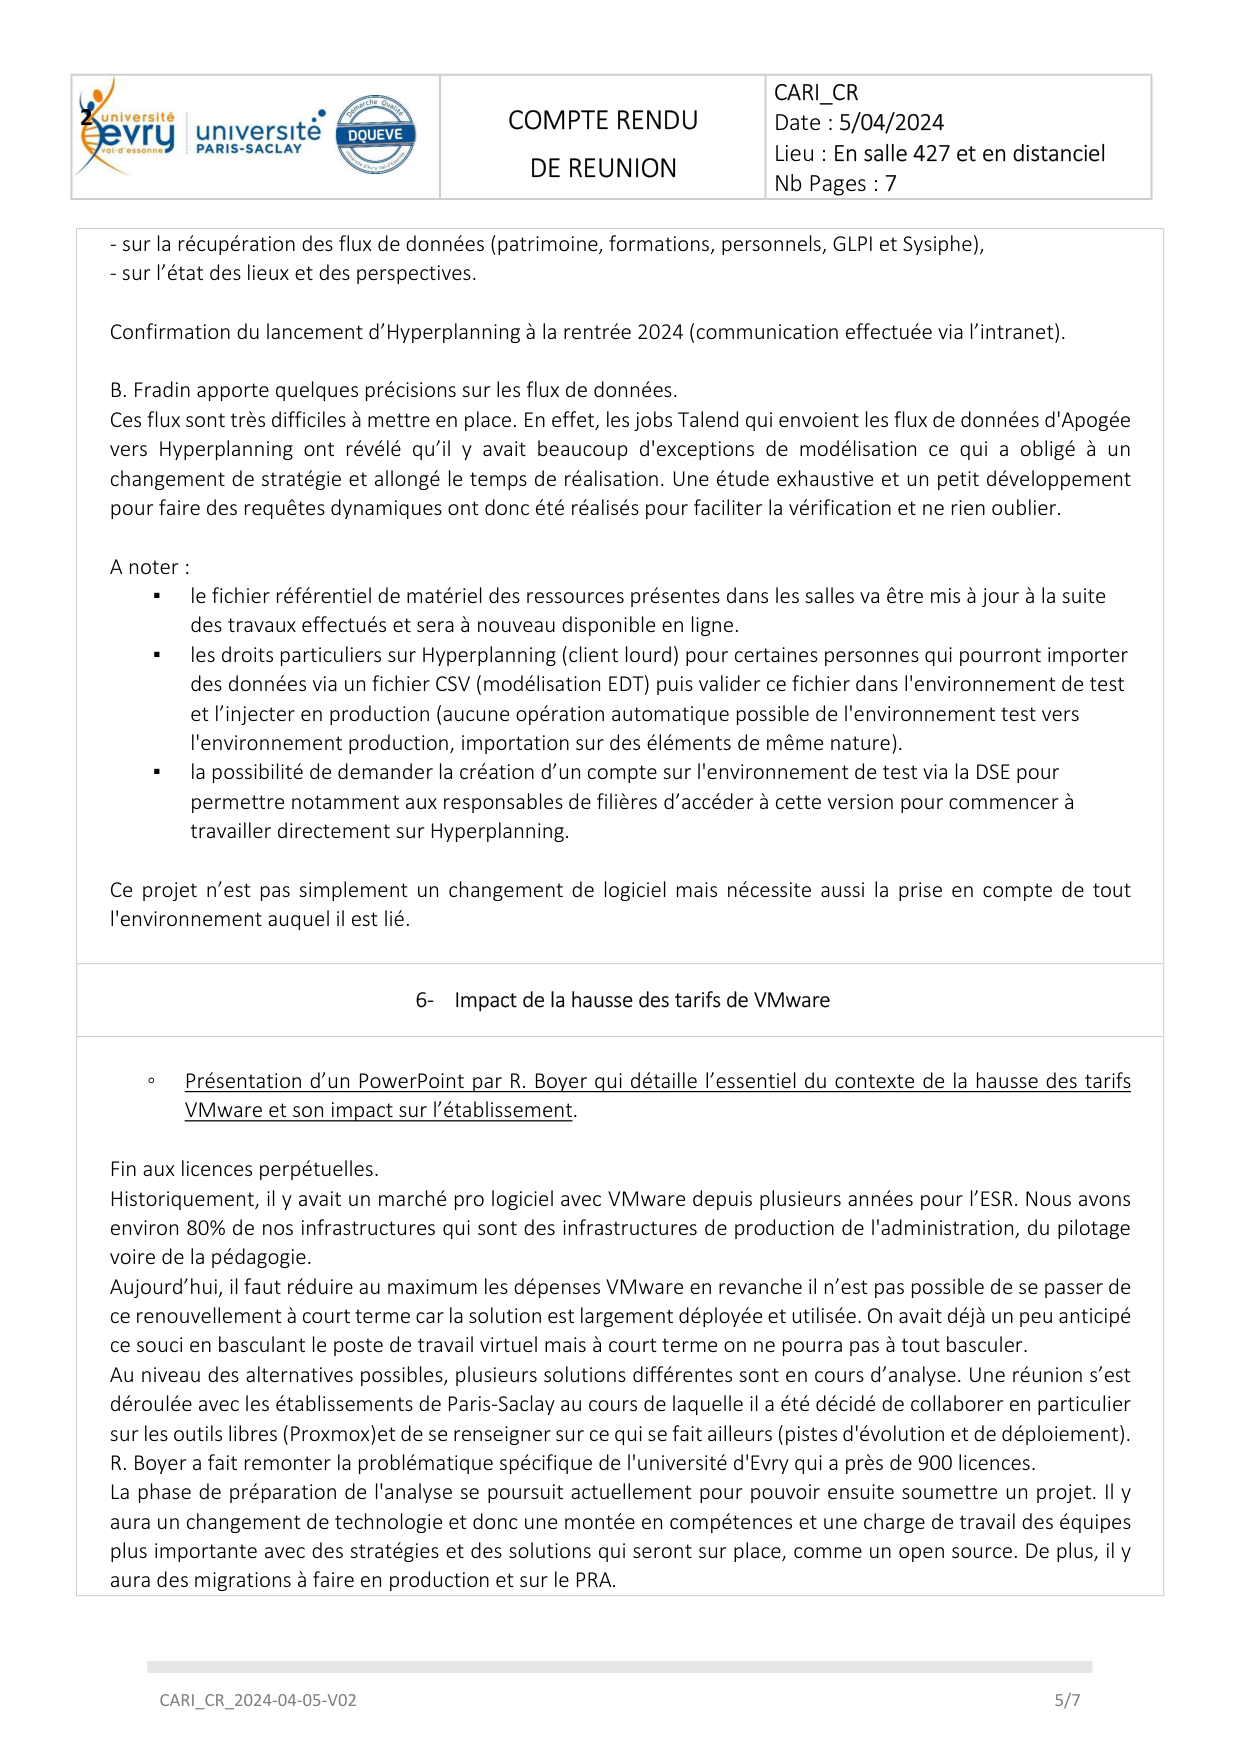 2
université
evry
val-d'essonne
université
PARIS-SACLAY
Démarche Qualité
DQUEVE
COMPTE RENDU
DE REUNION
CARI_CR
Date : 5/04/2024
Lieu : En salle 427 et en distanciel
Nb Pages : 7
- sur la récupération des flux de données (patrimoine, formations, personnels, GLPI et Sysiphe),
- sur l’état des lieux et des perspectives.
Confirmation du lancement d’Hyperplanning à la rentrée 2024 (communication effectuée via l’intranet).
B. Fradin apporte quelques précisions sur les flux de données.
Ces flux sont très difficiles à mettre en place. En effet, les jobs Talend qui envoient les flux de données d'Apogée
vers Hyperplanning ont révélé qu’il y avait beaucoup d'exceptions de modélisation ce qui a obligé à un
changement de stratégie et allongé le temps de réalisation. Une étude exhaustive et un petit développement
pour faire des requêtes dynamiques ont donc été réalisés pour faciliter la vérification et ne rien oublier.
A noter :
▪ le fichier référentiel de matériel des ressources présentes dans les salles va être mis à jour à la suite
des travaux effectués et sera à nouveau disponible en ligne.
▪ les droits particuliers sur Hyperplanning (client lourd) pour certaines personnes qui pourront importer
des données via un fichier CSV (modélisation EDT) puis valider ce fichier dans l'environnement de test
et l’injecter en production (aucune opération automatique possible de l'environnement test vers
l'environnement production, importation sur des éléments de même nature).
▪ la possibilité de demander la création d’un compte sur l'environnement de test via la DSE pour
permettre notamment aux responsables de filières d’accéder à cette version pour commencer à
travailler directement sur Hyperplanning.
Ce projet n’est pas simplement un changement de logiciel mais nécessite aussi la prise en compte de tout
l'environnement auquel il est lié.
6- Impact de la hausse des tarifs de VMware
◦ Présentation d’un PowerPoint par R. Boyer qui détaille l’essentiel du contexte de la hausse des tarifs
VMware et son impact sur l’établissement.
Fin aux licences perpétuelles.
Historiquement, il y avait un marché pro logiciel avec VMware depuis plusieurs années pour l’ESR. Nous avons
environ 80% de nos infrastructures qui sont des infrastructures de production de l'administration, du pilotage
voire de la pédagogie.
Aujourd’hui, il faut réduire au maximum les dépenses VMware en revanche il n’est pas possible de se passer de
ce renouvellement à court terme car la solution est largement déployée et utilisée. On avait déjà un peu anticipé
ce souci en basculant le poste de travail virtuel mais à court terme on ne pourra pas à tout basculer.
Au niveau des alternatives possibles, plusieurs solutions différentes sont en cours d’analyse. Une réunion s’est
déroulée avec les établissements de Paris-Saclay au cours de laquelle il a été décidé de collaborer en particulier
sur les outils libres (Proxmox)et de se renseigner sur ce qui se fait ailleurs (pistes d'évolution et de déploiement).
R. Boyer a fait remonter la problématique spécifique de l'université d'Evry qui a près de 900 licences.
La phase de préparation de l'analyse se poursuit actuellement pour pouvoir ensuite soumettre un projet. Il y
aura un changement de technologie et donc une montée en compétences et une charge de travail des équipes
plus importante avec des stratégies et des solutions qui seront sur place, comme un open source. De plus, il y
aura des migrations à faire en production et sur le PRA.
CARI_CR_2024-04-05-V02
5/7